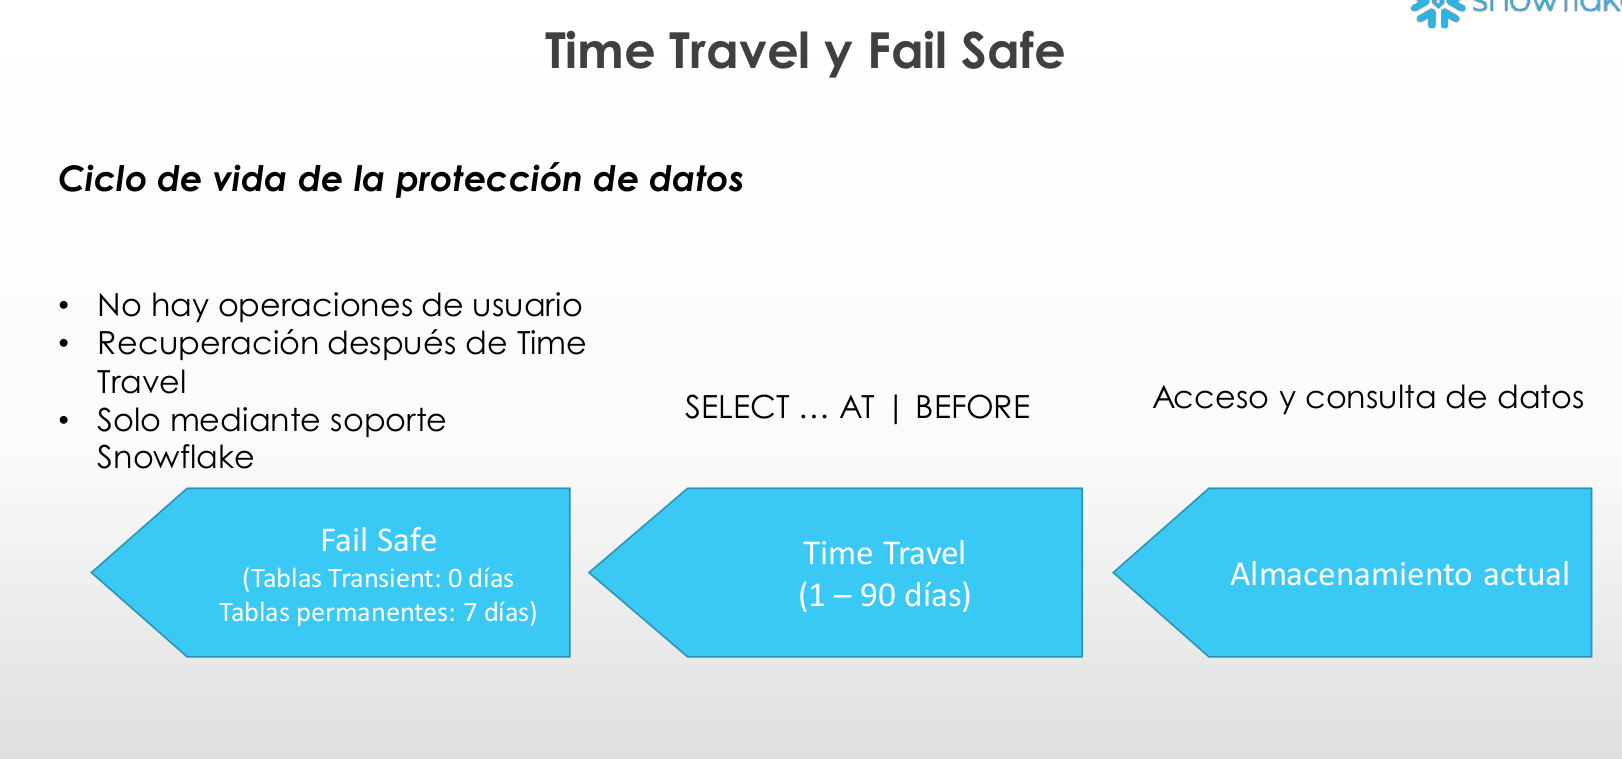 snowflake
Time Travel y Fail Safe
Ciclo de vida de la protección de datos
• No hay operaciones de usuario
• Recuperación después de Time
Travel
• Solo mediante soporte
Snowflake
SELECT ... AT | BEFORE
Acceso y consulta de datos
Fail Safe
(Tablas Transient: 0 días
Tablas permanentes: 7 días)
Time Travel
(1 – 90 días)
Almacenamiento actual